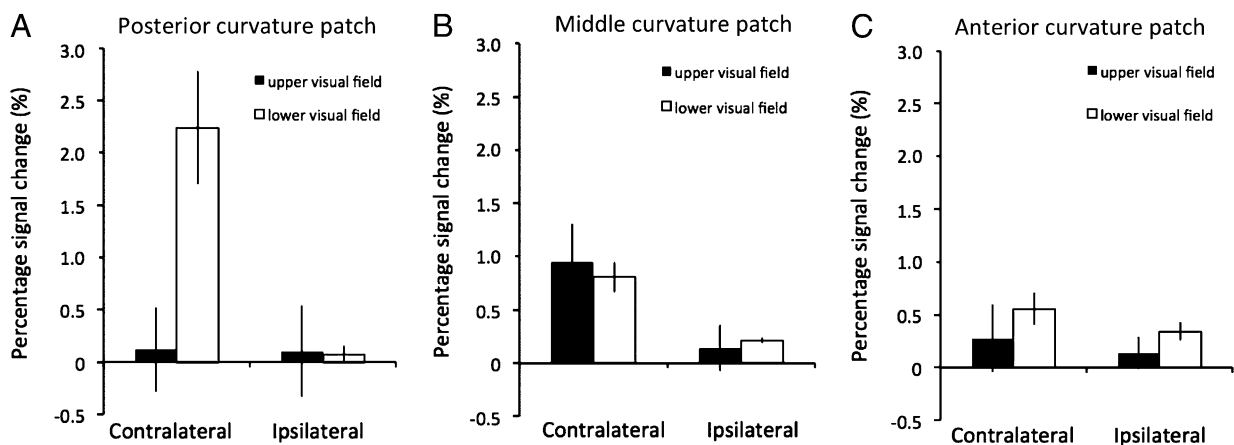 A
Posterior curvature patch
Percentage signal change (%)
3.0
2.5
2.0
1.5
1.0
0.5
0
-0.5
upper visual field
lower visual field
Contralateral
Ipsilateral
B
Middle curvature patch
Percentage signal change (%)
3.0
2.5
2.0
1.5
1.0
0.5
0
-0.5
upper visual field
lower visual field
Contralateral
Ipsilateral
C
Anterior curvature patch
Percentage signal change (%)
3.0
2.5
2.0
1.5
1.0
0.5
0
-0.5
upper visual field
lower visual field
Contralateral
Ipsilateral